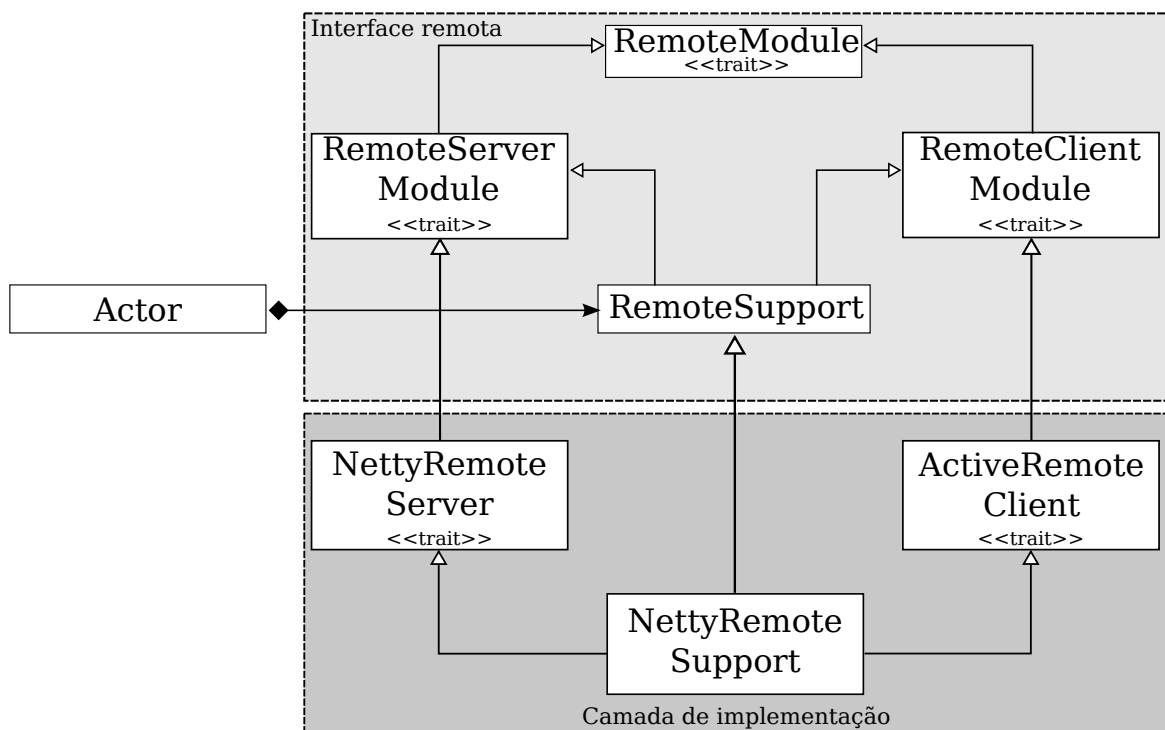 Interface remota
RemoteModule
<<trait>>
RemoteServer
Module
<<trait>>
RemoteClient
Module
<<trait>>
Actor
RemoteSupport
NettyRemote
Server
<<trait>>
ActiveRemote
Client
<<trait>>
NettyRemote
Support
Camada de implementação